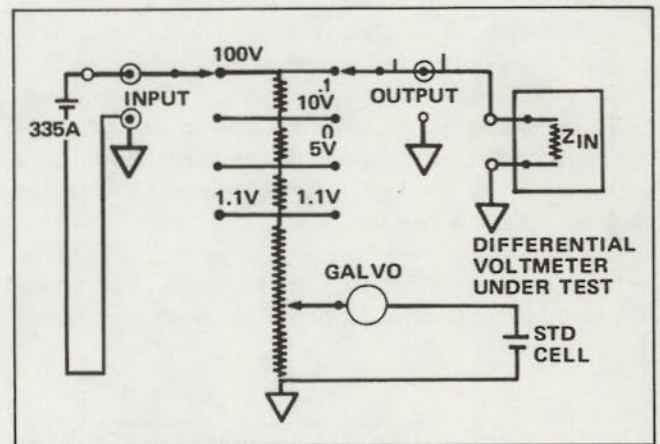 100V
INPUT
.1
10V
OUTPUT
335A
0
5V
ZIN
1.1V 1.1V
DIFFERENTIAL
VOLTMETER
UNDER TEST
GALVO
STD
CELL